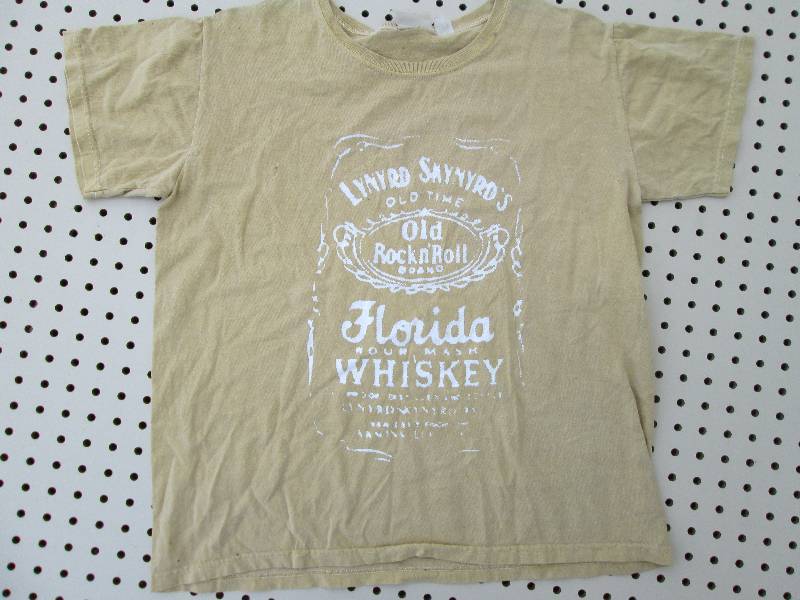 LYNYRD SKYNYRD'S
OLD TIME
Old
Rock n' Roll
BRAND
Florida
SOUR MASH
WHISKEY